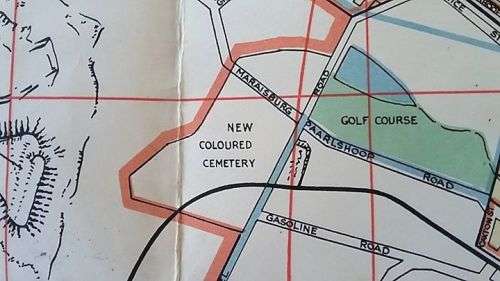 MARAISBURG
ROAD
NEW
COLOURED
CEMETERY
GOLF COURSE
PAARLSHOOP
ROAD
GASOLINE
ROAD